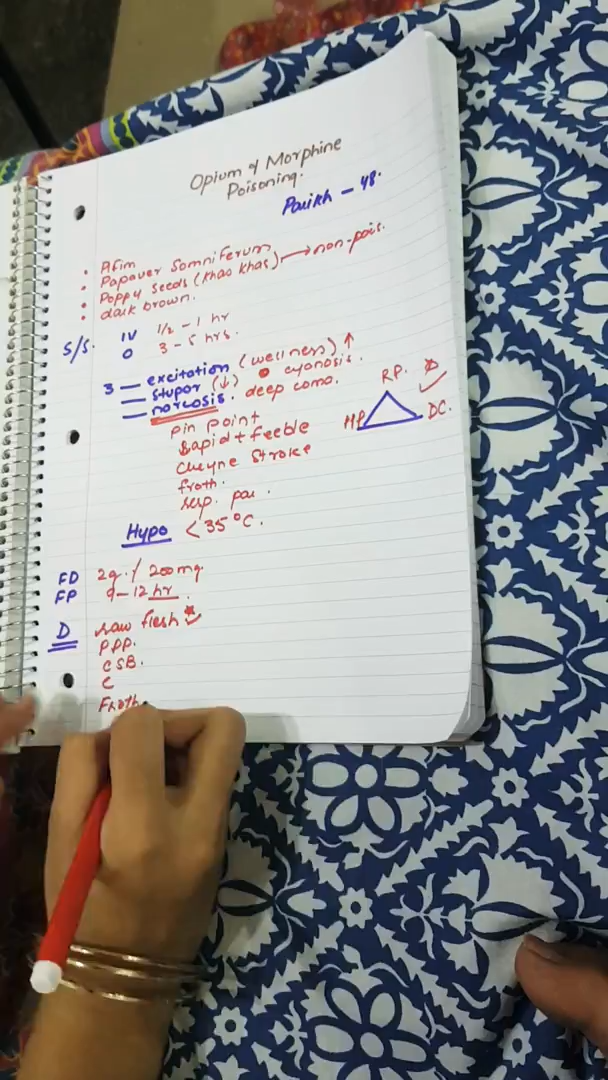 Opium & Morphine
Poisoning.
Parikh - 48.
• Afim
• Papaver Somniferum
• Poppy seeds (khas khas) → non-pois.
• dark brown.
S/S. IV 1/2 - 1 hr
O 3 - 5 hrs.
3 — excitation (wellness) ↑
— stupor (↓) • cyanosis.
— narcosis. deep coma.
RP.
HP DC.
Pin Point
Rapid + feeble
Cheyne Stroke
froth.
resp. par.
Hypo < 35°C.
FD 2g. / 200mg.
FP 9-12 hr.
D raw flesh
PPP.
CSB.
C
Froth.